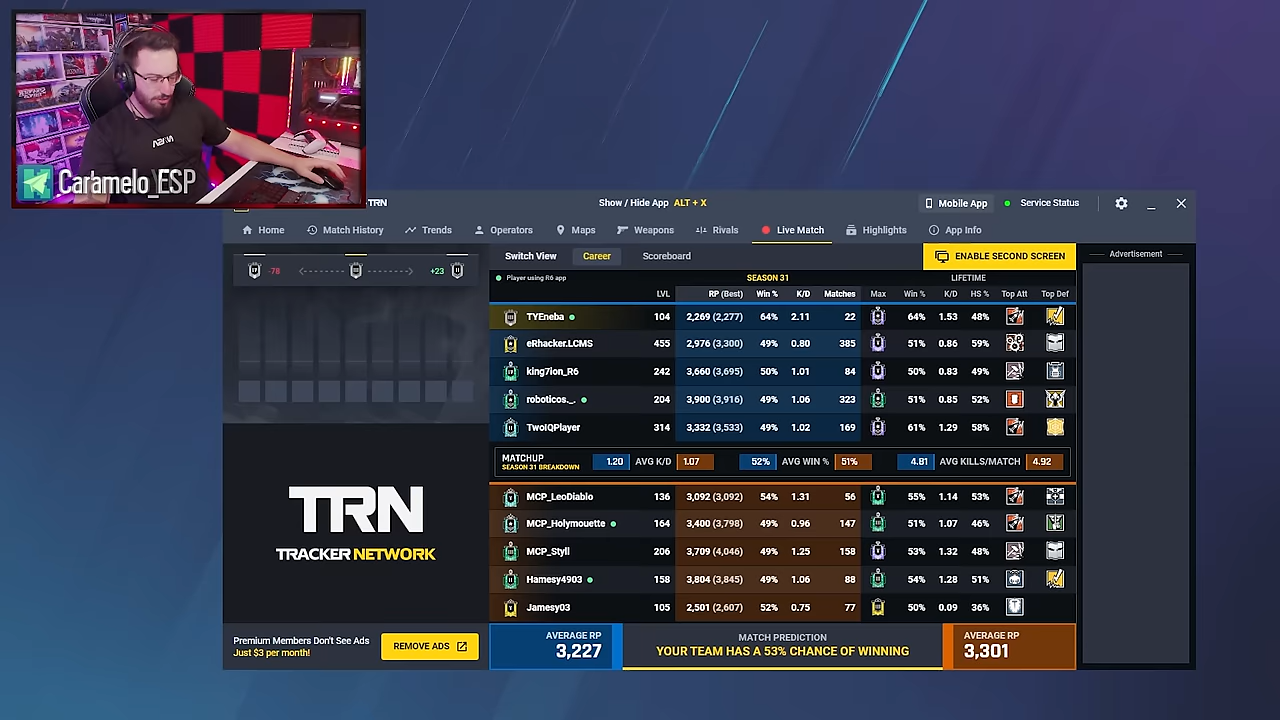 Caramelo_ESP
TRN
Show / Hide App ALT + X
Mobile App
Service Status
Home
Match History
Trends
Operators
Maps
Weapons
Rivals
Live Match
Highlights
App Info
-78
+23
Switch View
Career
Scoreboard
ENABLE SECOND SCREEN
Advertisement
Player using R6 app
SEASON 31
LIFETIME
LVL RP (Best) Win % K/D Matches Max Win % K/D HS % Top Att Top Def
TYEneba 104 2,269 (2,277) 64% 2.11 22 64% 1.53 48%
eRhacker.LCMS 455 2,976 (3,300) 49% 0.80 385 51% 0.86 59%
king7ion_R6 242 3,660 (3,695) 50% 1.01 84 50% 0.83 49%
roboticos._. 204 3,900 (3,916) 49% 1.06 323 51% 0.85 52%
TwoIQPlayer 314 3,332 (3,533) 49% 1.02 169 61% 1.29 58%
MATCHUP
SEASON 31 BREAKDOWN
1.20 AVG K/D 1.07
52% AVG WIN % 51%
4.81 AVG KILLS/MATCH 4.92
MCP_LeoDiablo 136 3,092 (3,092) 54% 1.31 56 55% 1.14 53%
MCP_Holymouette 164 3,400 (3,798) 49% 0.96 147 51% 1.07 46%
MCP_Styll 206 3,709 (4,046) 49% 1.25 158 53% 1.32 48%
Hamesy4903 158 3,804 (3,845) 49% 1.06 88 54% 1.28 51%
Jamesy03 105 2,501 (2,607) 52% 0.75 77 50% 0.09 36%
TRN
TRACKER NETWORK
Premium Members Don't See Ads
Just $3 per month!
REMOVE ADS
AVERAGE RP
3,227
MATCH PREDICTION
YOUR TEAM HAS A 53% CHANCE OF WINNING
AVERAGE RP
3,301